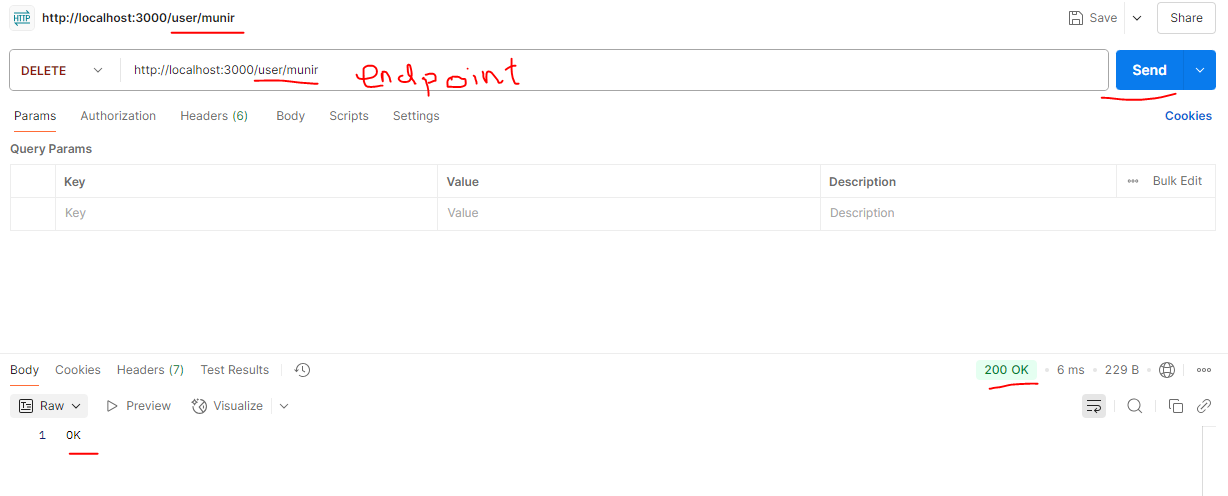 HTTP http://localhost:3000/user/munir Save Share
DELETE http://localhost:3000/user/munir endpoint Send
Params Authorization Headers (6) Body Scripts Settings Cookies
Query Params
Key Value Description Bulk Edit
Key Value Description
Body Cookies Headers (7) Test Results 200 OK • 6 ms • 229 B •
Raw Preview Visualize
1 OK